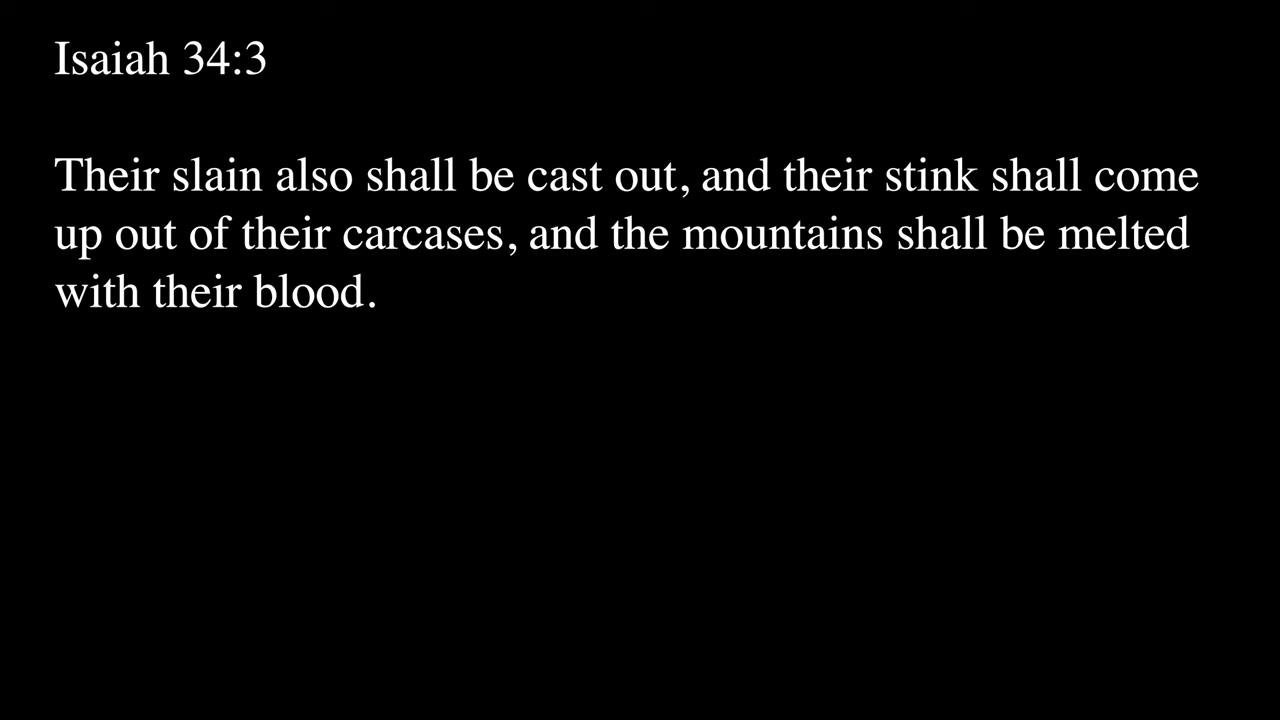 Isaiah 34:3
Their slain also shall be cast out, and their stink shall come
up out of their carcases, and the mountains shall be melted
with their blood.